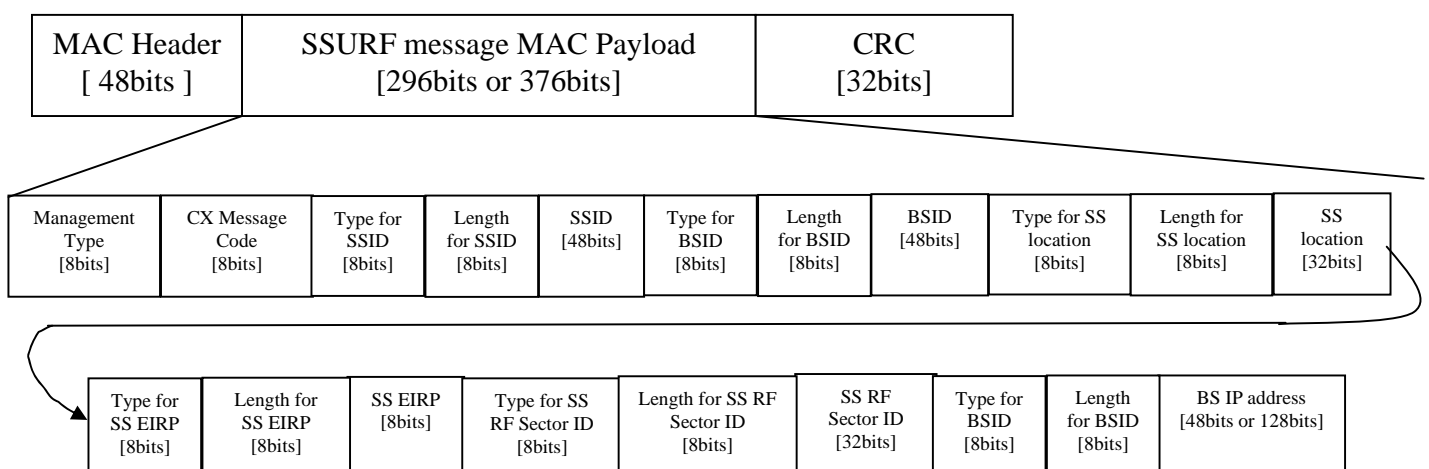 MAC Header
[ 48bits ]
SSURF message MAC Payload
[296bits or 376bits]
CRC
[32bits]
Management
Type
[8bits]
CX Message
Code
[8bits]
Type for
SSID
[8bits]
Length
for SSID
[8bits]
SSID
[48bits]
Type for
BSID
[8bits]
Length
for BSID
[8bits]
BSID
[48bits]
Type for SS
location
[8bits]
Length for
SS location
[8bits]
SS
location
[32bits]
Type for
SS EIRP
[8bits]
Length for
SS EIRP
[8bits]
SS EIRP
[8bits]
Type for SS
RF Sector ID
[8bits]
Length for SS RF
Sector ID
[8bits]
SS RF
Sector ID
[32bits]
Type for
BSID
[8bits]
Length
for BSID
[8bits]
BS IP address
[48bits or 128bits]